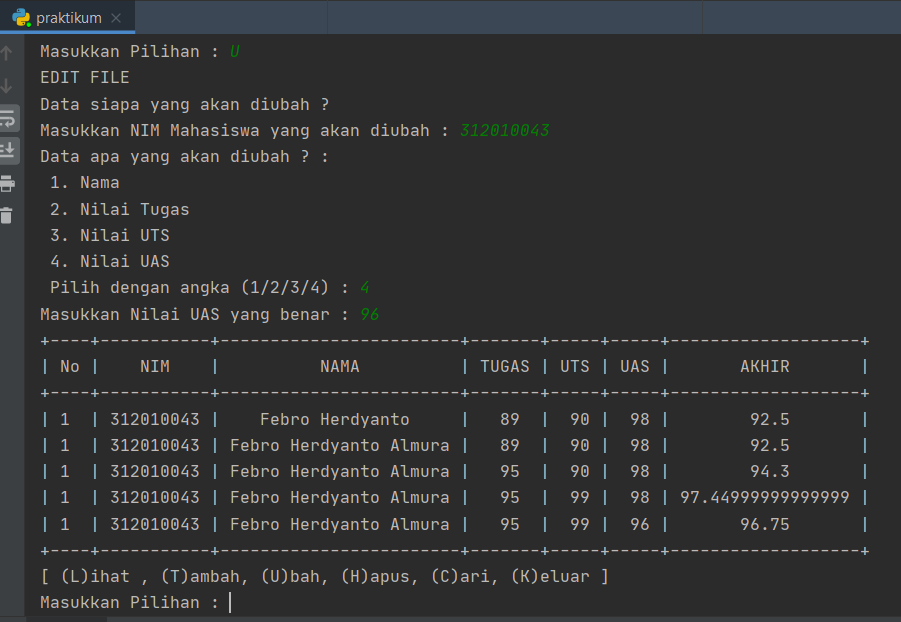 praktikum
Masukkan Pilihan : U
EDIT FILE
Data siapa yang akan diubah ?
Masukkan NIM Mahasiswa yang akan diubah : 312010043
Data apa yang akan diubah ? :
 1. Nama
 2. Nilai Tugas
 3. Nilai UTS
 4. Nilai UAS
 Pilih dengan angka (1/2/3/4) : 4
Masukkan Nilai UAS yang benar : 96
+----+-----------+------------------------+-------+-----+-----+-------------------+
| No |    NIM    |          NAMA          | TUGAS | UTS | UAS |       AKHIR       |
+----+-----------+------------------------+-------+-----+-----+-------------------+
| 1  | 312010043 |    Febro Herdyanto     |   89  |  90 |  98 |        92.5       |
| 1  | 312010043 | Febro Herdyanto Almura |   89  |  90 |  98 |        92.5       |
| 1  | 312010043 | Febro Herdyanto Almura |   95  |  90 |  98 |        94.3       |
| 1  | 312010043 | Febro Herdyanto Almura |   95  |  99 |  98 | 97.44999999999999 |
| 1  | 312010043 | Febro Herdyanto Almura |   95  |  99 |  96 |       96.75       |
+----+-----------+------------------------+-------+-----+-----+-------------------+
[ (L)ihat , (T)ambah, (U)bah, (H)apus, (C)ari, (K)eluar ]
Masukkan Pilihan :